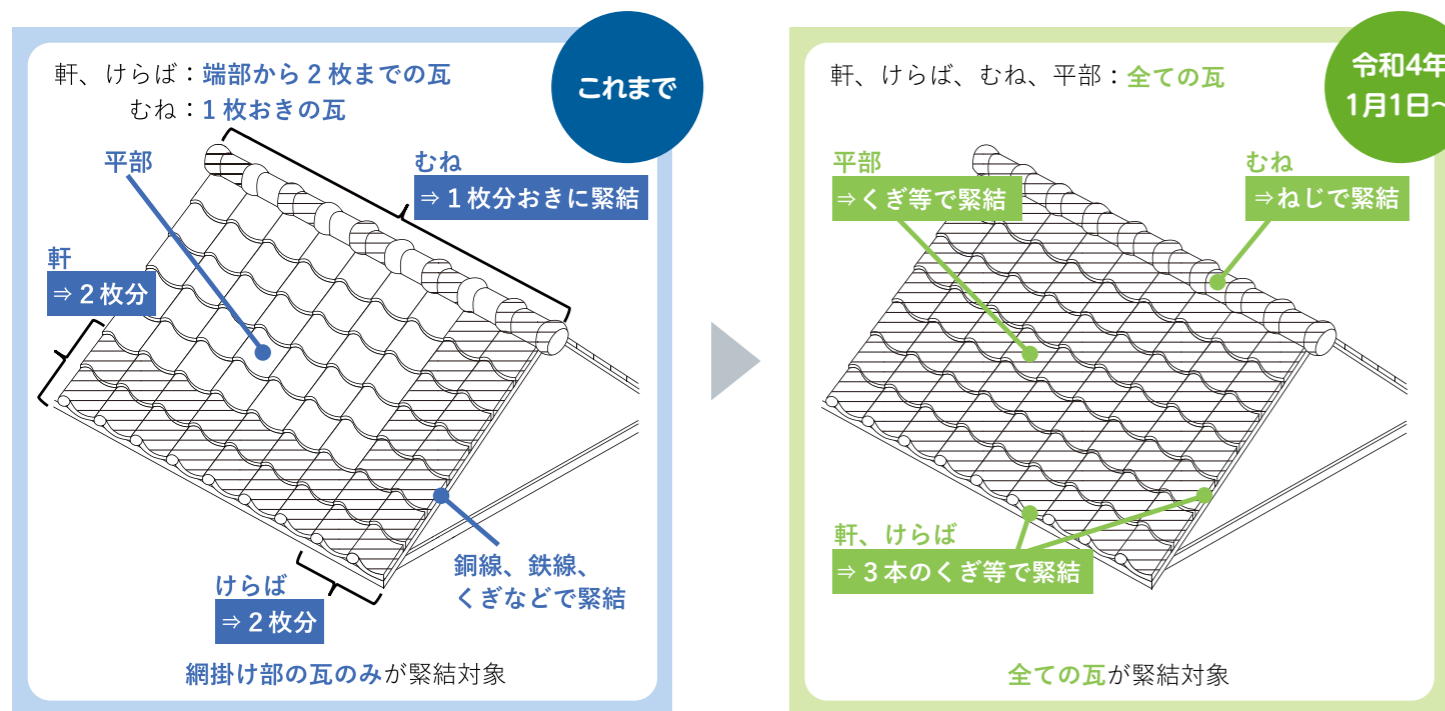 これまで
軒、けらば：端部から２枚までの瓦
むね：１枚おきの瓦
平部
むね
⇒１枚分おきに緊結
軒
⇒２枚分
けらば
⇒２枚分
銅線、鉄線、
くぎなどで緊結
網掛け部の瓦のみが緊結対象
令和4年
1月1日～
軒、けらば、むね、平部：全ての瓦
平部
⇒くぎ等で緊結
むね
⇒ねじで緊結
軒、けらば
⇒３本のくぎ等で緊結
全ての瓦が緊結対象